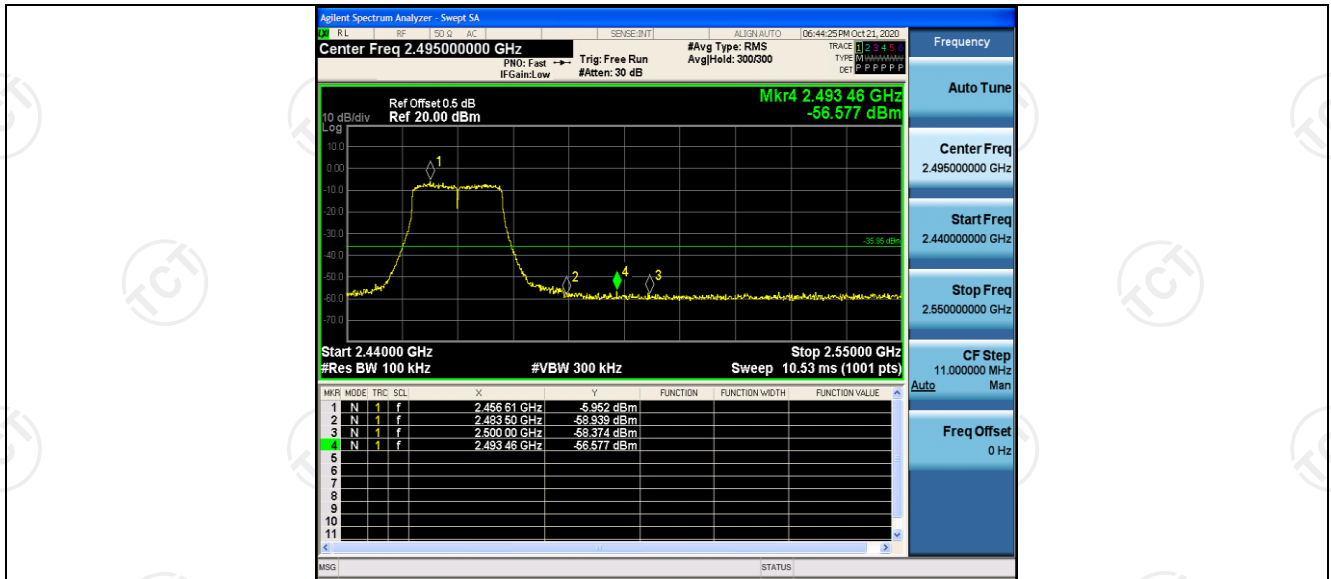 Agilent Spectrum Analyzer - Swept SA
RL RF 50 Ω AC SENSE:INT ALIGN AUTO 06:44:25 PM Oct 21, 2020
Center Freq 2.495000000 GHz
PNO: Fast
IFGain:Low
Trig: Free Run
#Atten: 30 dB
#Avg Type: RMS
Avg|Hold: 300/300
TRACE 1 2 3 4 5 6
TYPE M
DET P P P P P P
Frequency
Mkr4 2.493 46 GHz
-56.577 dBm
Ref Offset 0.5 dB
Ref 20.00 dBm
10 dB/div
Log
10.0
0.00
-10.0
-20.0
-30.0
-40.0
-50.0
-60.0
-70.0
1
2
4
3
-35.95 dBm
Start 2.44000 GHz
Stop 2.55000 GHz
#Res BW 100 kHz #VBW 300 kHz Sweep 10.53 ms (1001 pts)
MKR MODE TRC SCL X Y FUNCTION FUNCTION WIDTH FUNCTION VALUE
1 N 1 f 2.456 61 GHz -5.952 dBm
2 N 1 f 2.483 50 GHz -58.939 dBm
3 N 1 f 2.500 00 GHz -58.374 dBm
4 N 1 f 2.493 46 GHz -56.577 dBm
5
6
7
8
9
10
11
MSG STATUS
Auto Tune
Center Freq
2.495000000 GHz
Start Freq
2.440000000 GHz
Stop Freq
2.550000000 GHz
CF Step
11.000000 MHz
Auto Man
Freq Offset
0 Hz
TCT
TCT
TCT
TCT
TCT
TCT